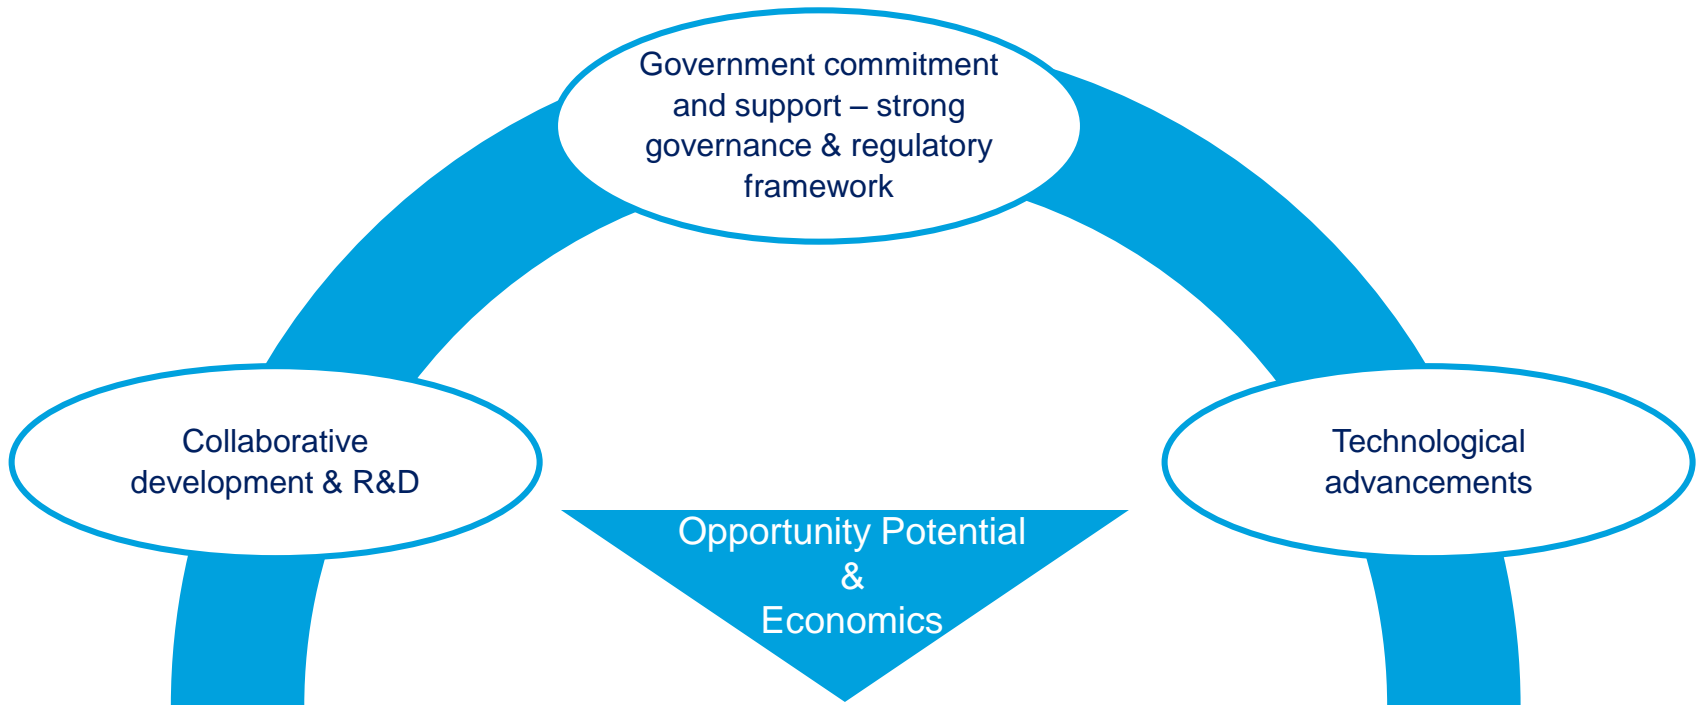 Government commitment
and support – strong
governance & regulatory
framework
Collaborative
development & R&D
Technological
advancements
Opportunity Potential
&
Economics